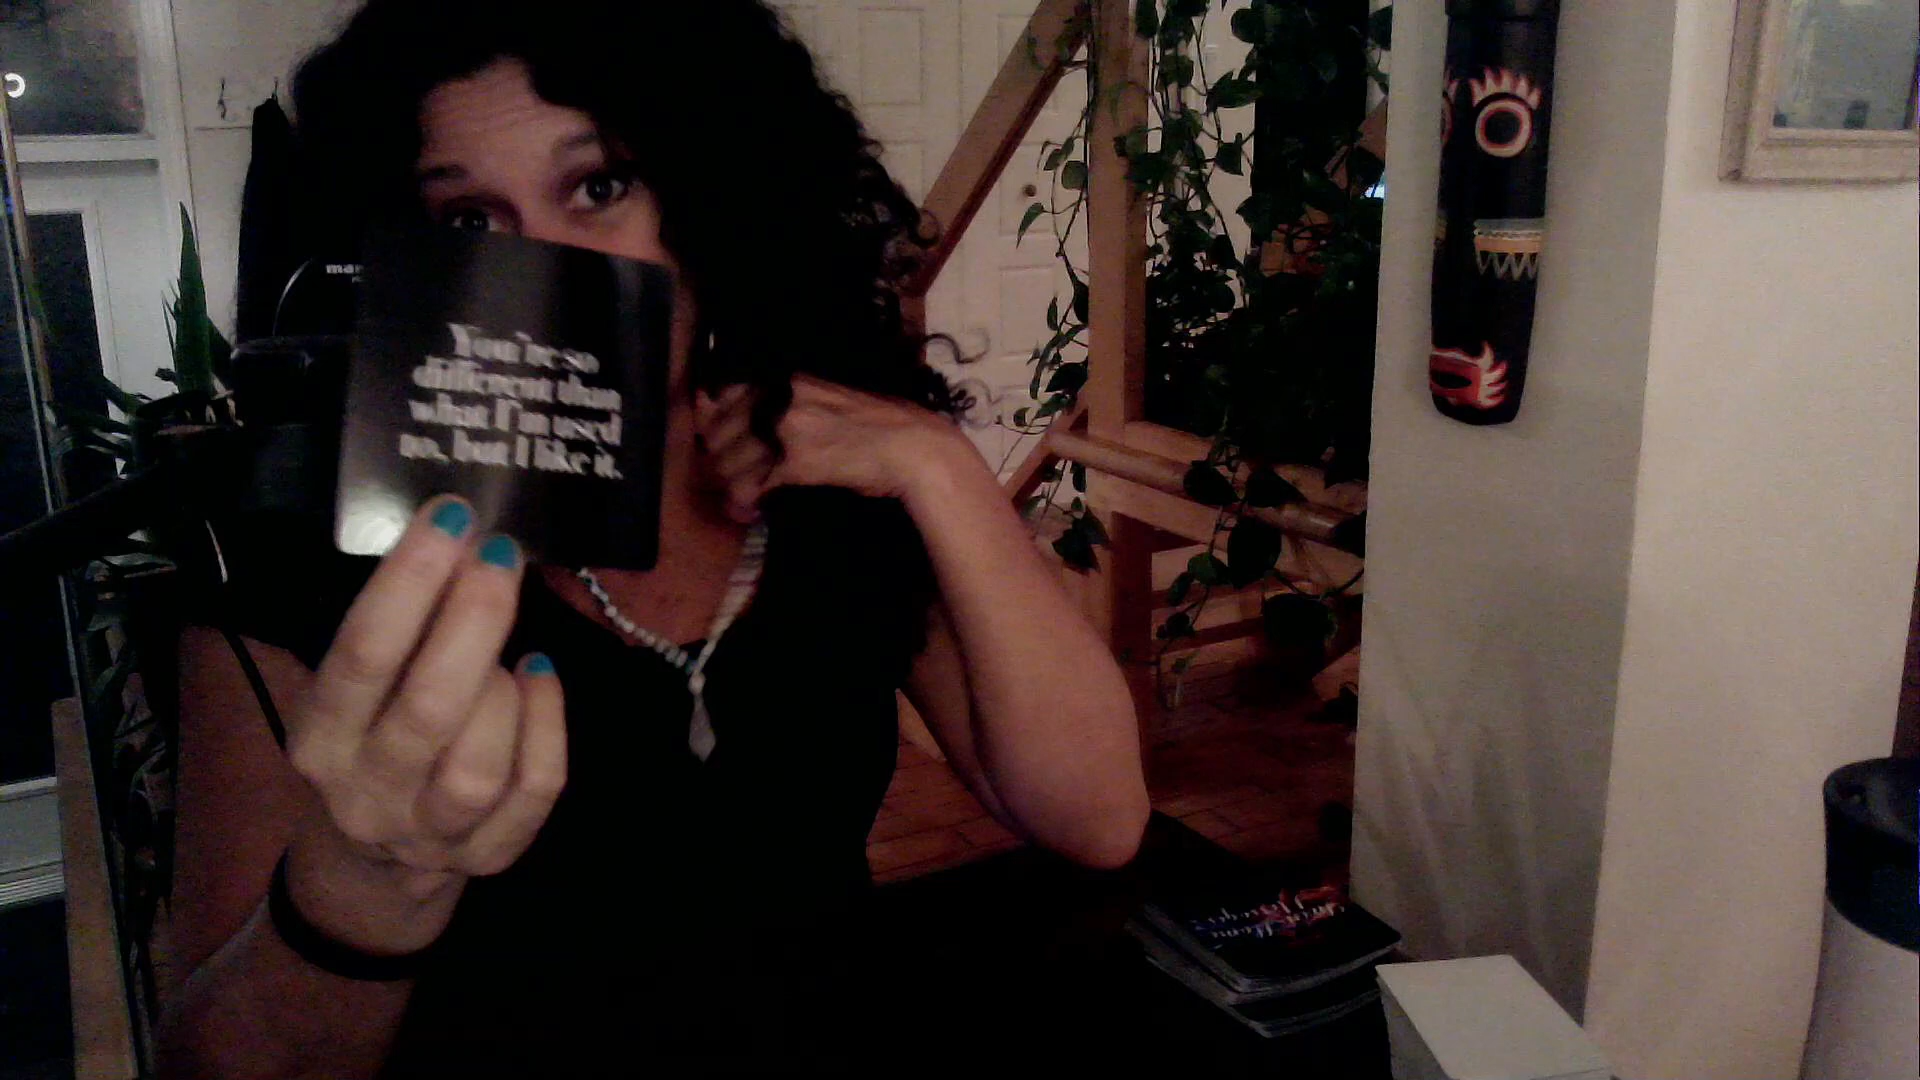 You're so
different than
what I'm used
to, but I like it.